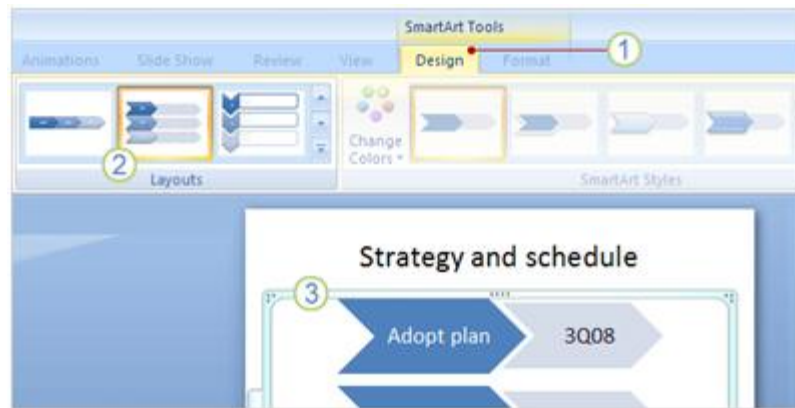 SmartArt Tools
Animations Slide Show Review View Design Format
1
Change
Colors
2
Layouts SmartArt Styles
Strategy and schedule
3
Adopt plan 3Q08